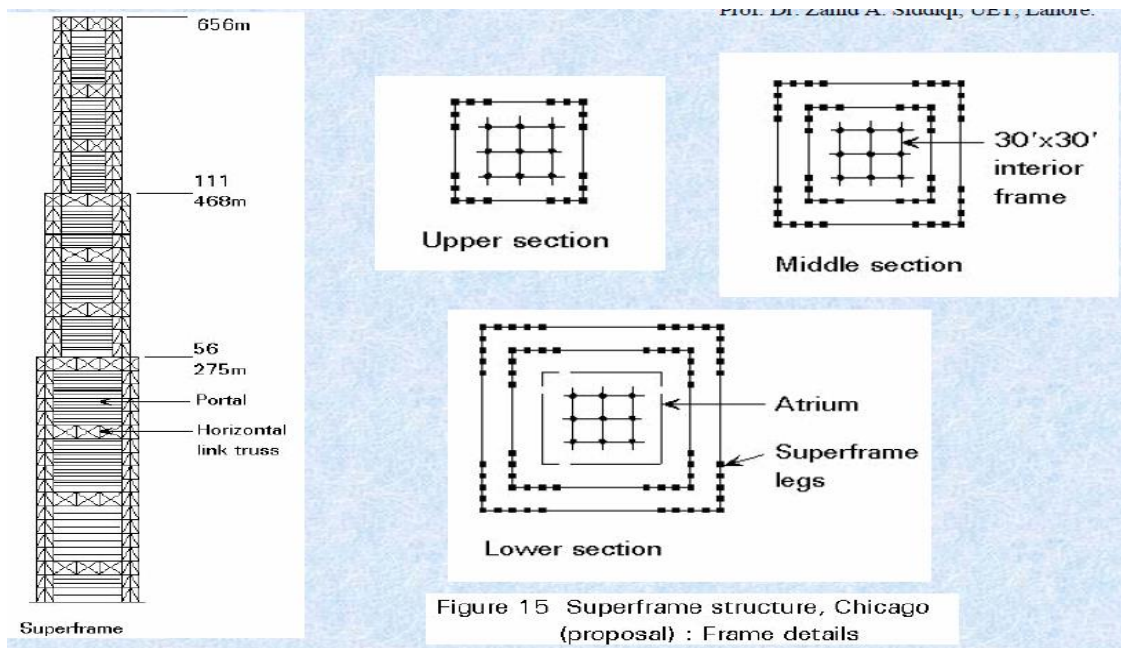 Prof. Dr. Zahid A. Siddiqi, UET, Lahore.
656m
111
468m
56
275m
Portal
Horizontal
link truss
Superframe
Upper section
30'x30'
interior
frame
Middle section
Atrium
Superframe
legs
Lower section
Figure 15 Superframe structure, Chicago
(proposal) : Frame details